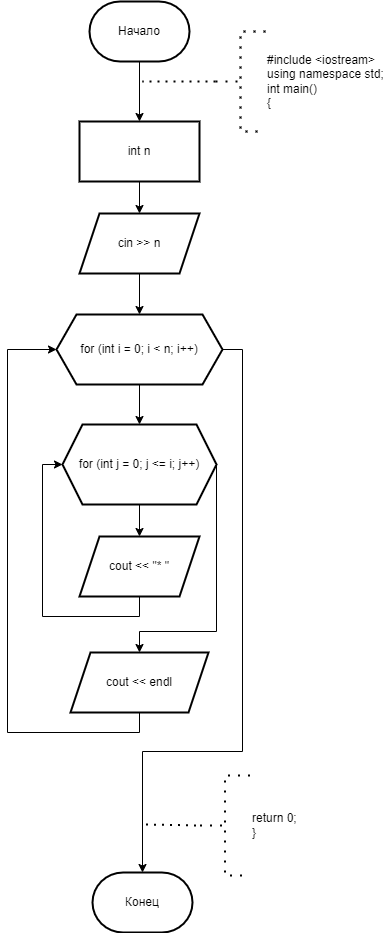 Начало
#include <iostream>
using namespace std;
int main()
{
int n
cin >> n
for (int i = 0; i < n; i++)
for (int j = 0; j <= i; j++)
cout << "* "
cout << endl
return 0;
}
Конец